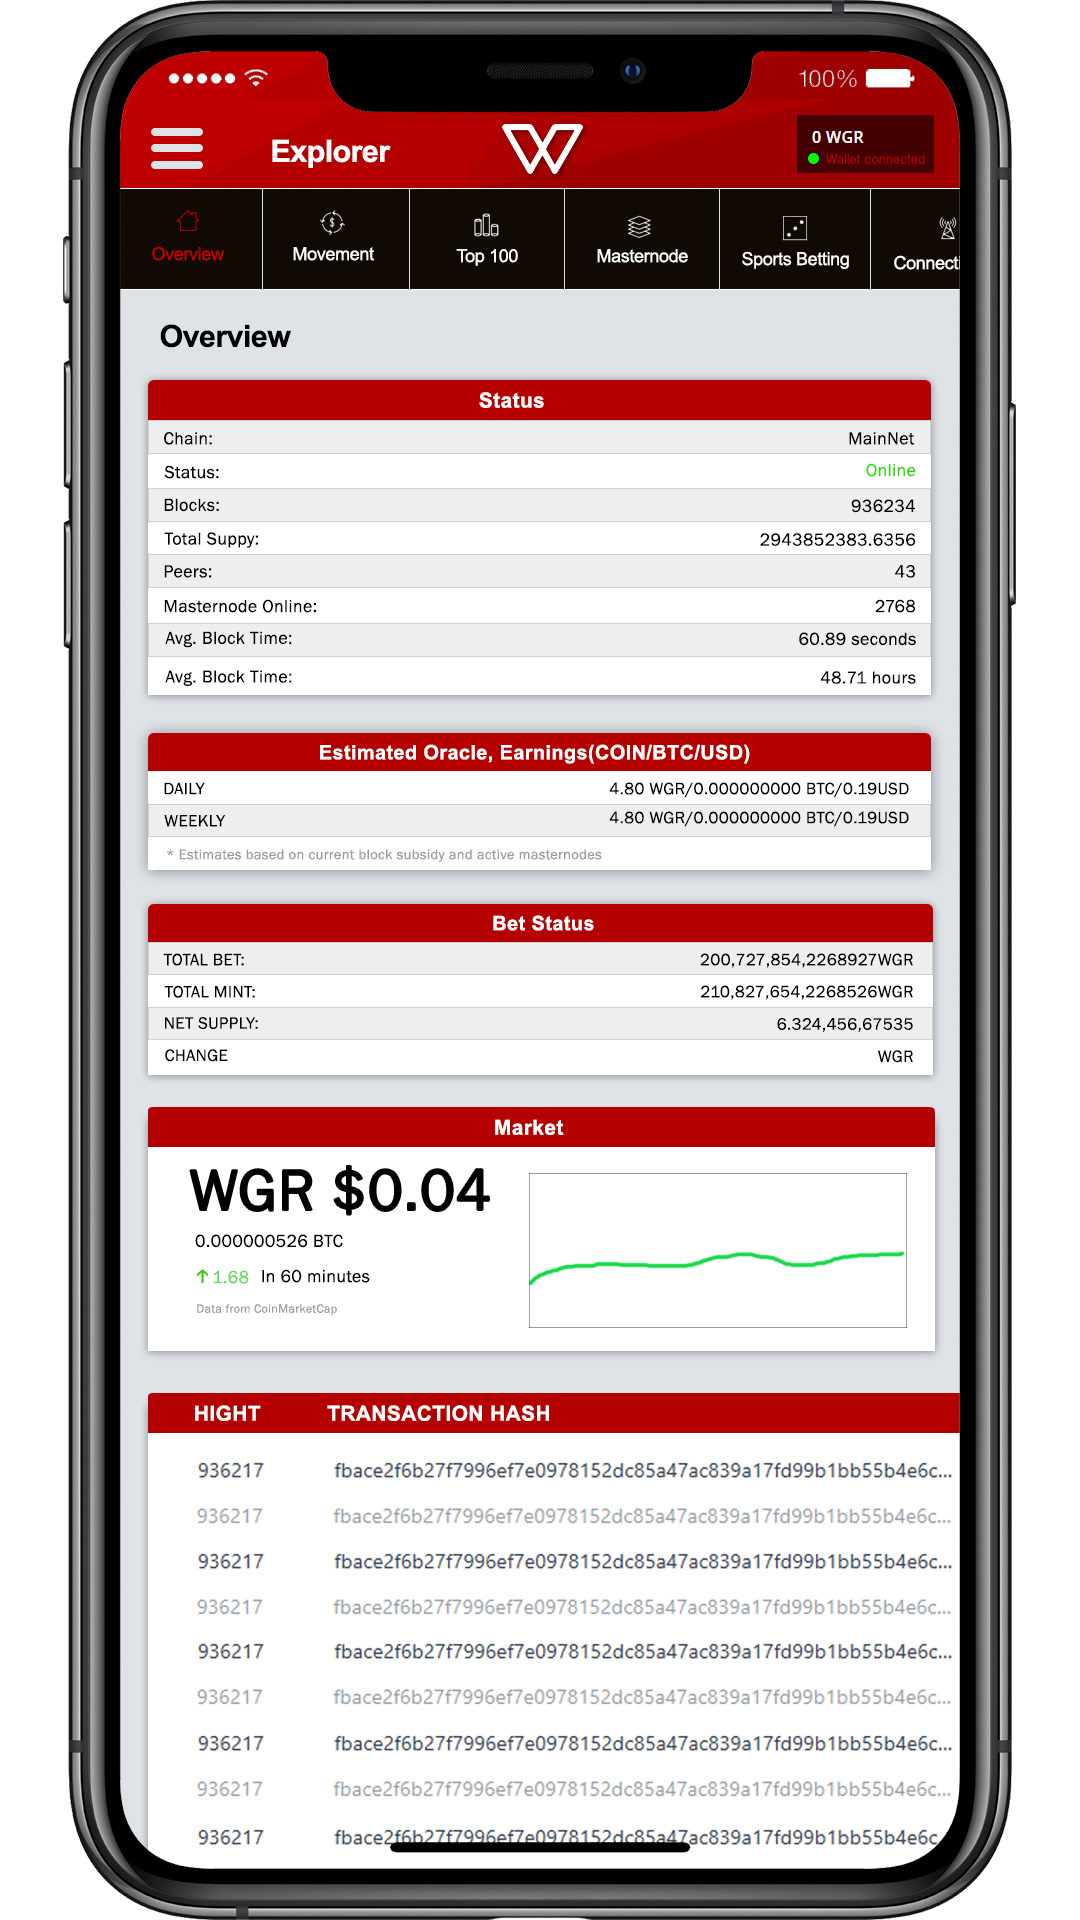 100%
Explorer
0 WGR
Wallet connected
Overview
Movement
Top 100
Masternode
Sports Betting
Connecti
Overview
Status
Chain: MainNet
Status: Online
Blocks: 936234
Total Suppy: 2943852383.6356
Peers: 43
Masternode Online: 2768
Avg. Block Time: 60.89 seconds
Avg. Block Time: 48.71 hours
Estimated Oracle, Earnings(COIN/BTC/USD)
DAILY 4.80 WGR/0.000000000 BTC/0.19USD
WEEKLY 4.80 WGR/0.000000000 BTC/0.19USD
* Estimates based on current block subsidy and active masternodes
Bet Status
TOTAL BET: 200,727,854,2268927WGR
TOTAL MINT: 210,827,654,2268526WGR
NET SUPPLY: 6.324,456,67535
CHANGE WGR
Market
WGR $0.04
0.000000526 BTC
↑1.68 In 60 minutes
Data from CoinMarketCap
HIGHT TRANSACTION HASH
936217 fbace2f6b27f7996ef7e0978152dc85a47ac839a17fd99b1bb55b4e6c...
936217 fbace2f6b27f7996ef7e0978152dc85a47ac839a17fd99b1bb55b4e6c...
936217 fbace2f6b27f7996ef7e0978152dc85a47ac839a17fd99b1bb55b4e6c...
936217 fbace2f6b27f7996ef7e0978152dc85a47ac839a17fd99b1bb55b4e6c...
936217 fbace2f6b27f7996ef7e0978152dc85a47ac839a17fd99b1bb55b4e6c...
936217 fbace2f6b27f7996ef7e0978152dc85a47ac839a17fd99b1bb55b4e6c...
936217 fbace2f6b27f7996ef7e0978152dc85a47ac839a17fd99b1bb55b4e6c...
936217 fbace2f6b27f7996ef7e0978152dc85a47ac839a17fd99b1bb55b4e6c...
936217 fbace2f6b27f7996ef7e0978152dc85a47ac839a17fd99b1bb55b4e6c